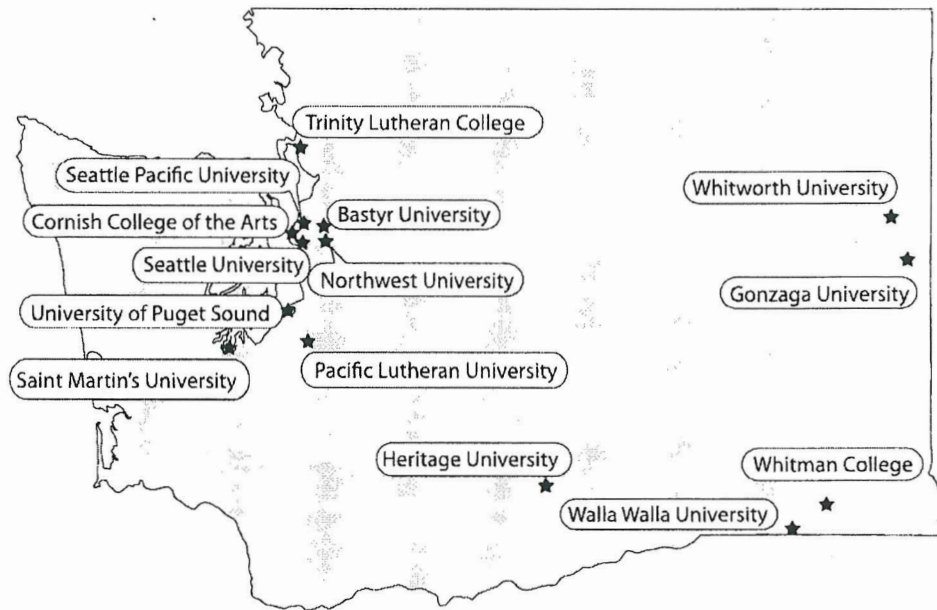 Trinity Lutheran College
Seattle Pacific University
Whitworth University
Cornish College of the Arts
Bastyr University
Seattle University
Northwest University
Gonzaga University
University of Puget Sound
Pacific Lutheran University
Saint Martin's University
Heritage University
Whitman College
Walla Walla University